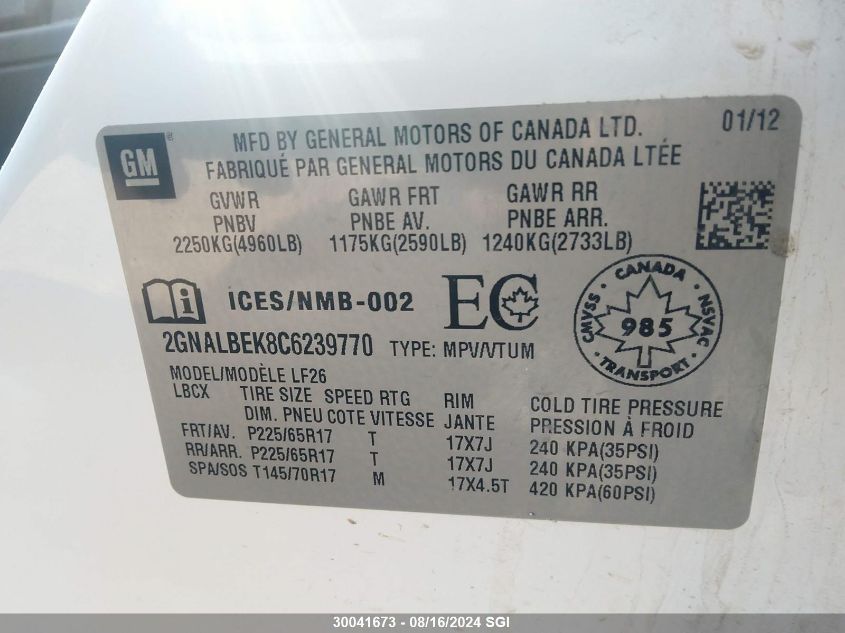 GM
MFD BY GENERAL MOTORS OF CANADA LTD.
01/12
FABRIQUÉ PAR GENERAL MOTORS DU CANADA LTÉE
GVWR GAWR FRT GAWR RR
PNBV PNBE AV. PNBE ARR.
2250KG(4960LB) 1175KG(2590LB) 1240KG(2733LB)
i ICES/NMB-002 EC
CANADA
CMVSS 985 NSVAC
TRANSPORT
2GNALBEK8C6239770 TYPE: MPV/VTUM
MODEL/MODÈLE LF26
LBCX TIRE SIZE SPEED RTG RIM COLD TIRE PRESSURE
DIM. PNEU COTE VITESSE JANTE PRESSION À FROID
FRT/AV. P225/65R17 T 17X7J 240 KPA(35PSI)
RR/ARR. P225/65R17 T 17X7J 240 KPA(35PSI)
SPA/SOS T145/70R17 M 17X4.5T 420 KPA(60PSI)
30041673 - 08/16/2024 SGI